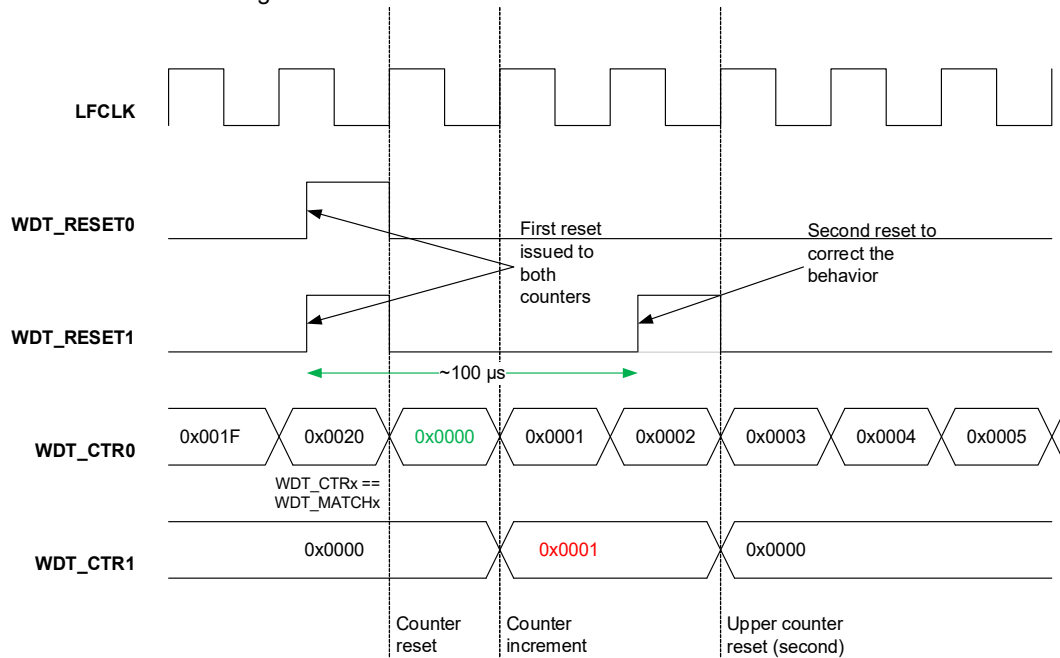 LFCLK
WDT_RESET0
First reset
issued to
both
counters
Second reset to
correct the
behavior
WDT_RESET1
~100 µs
WDT_CTR0
0x001F
0x0020
0x0000
0x0001
0x0002
0x0003
0x0004
0x0005
WDT_CTRx ==
WDT_MATCHx
WDT_CTR1
0x0000
0x0001
0x0000
Counter
reset
Counter
increment
Upper counter
reset (second)